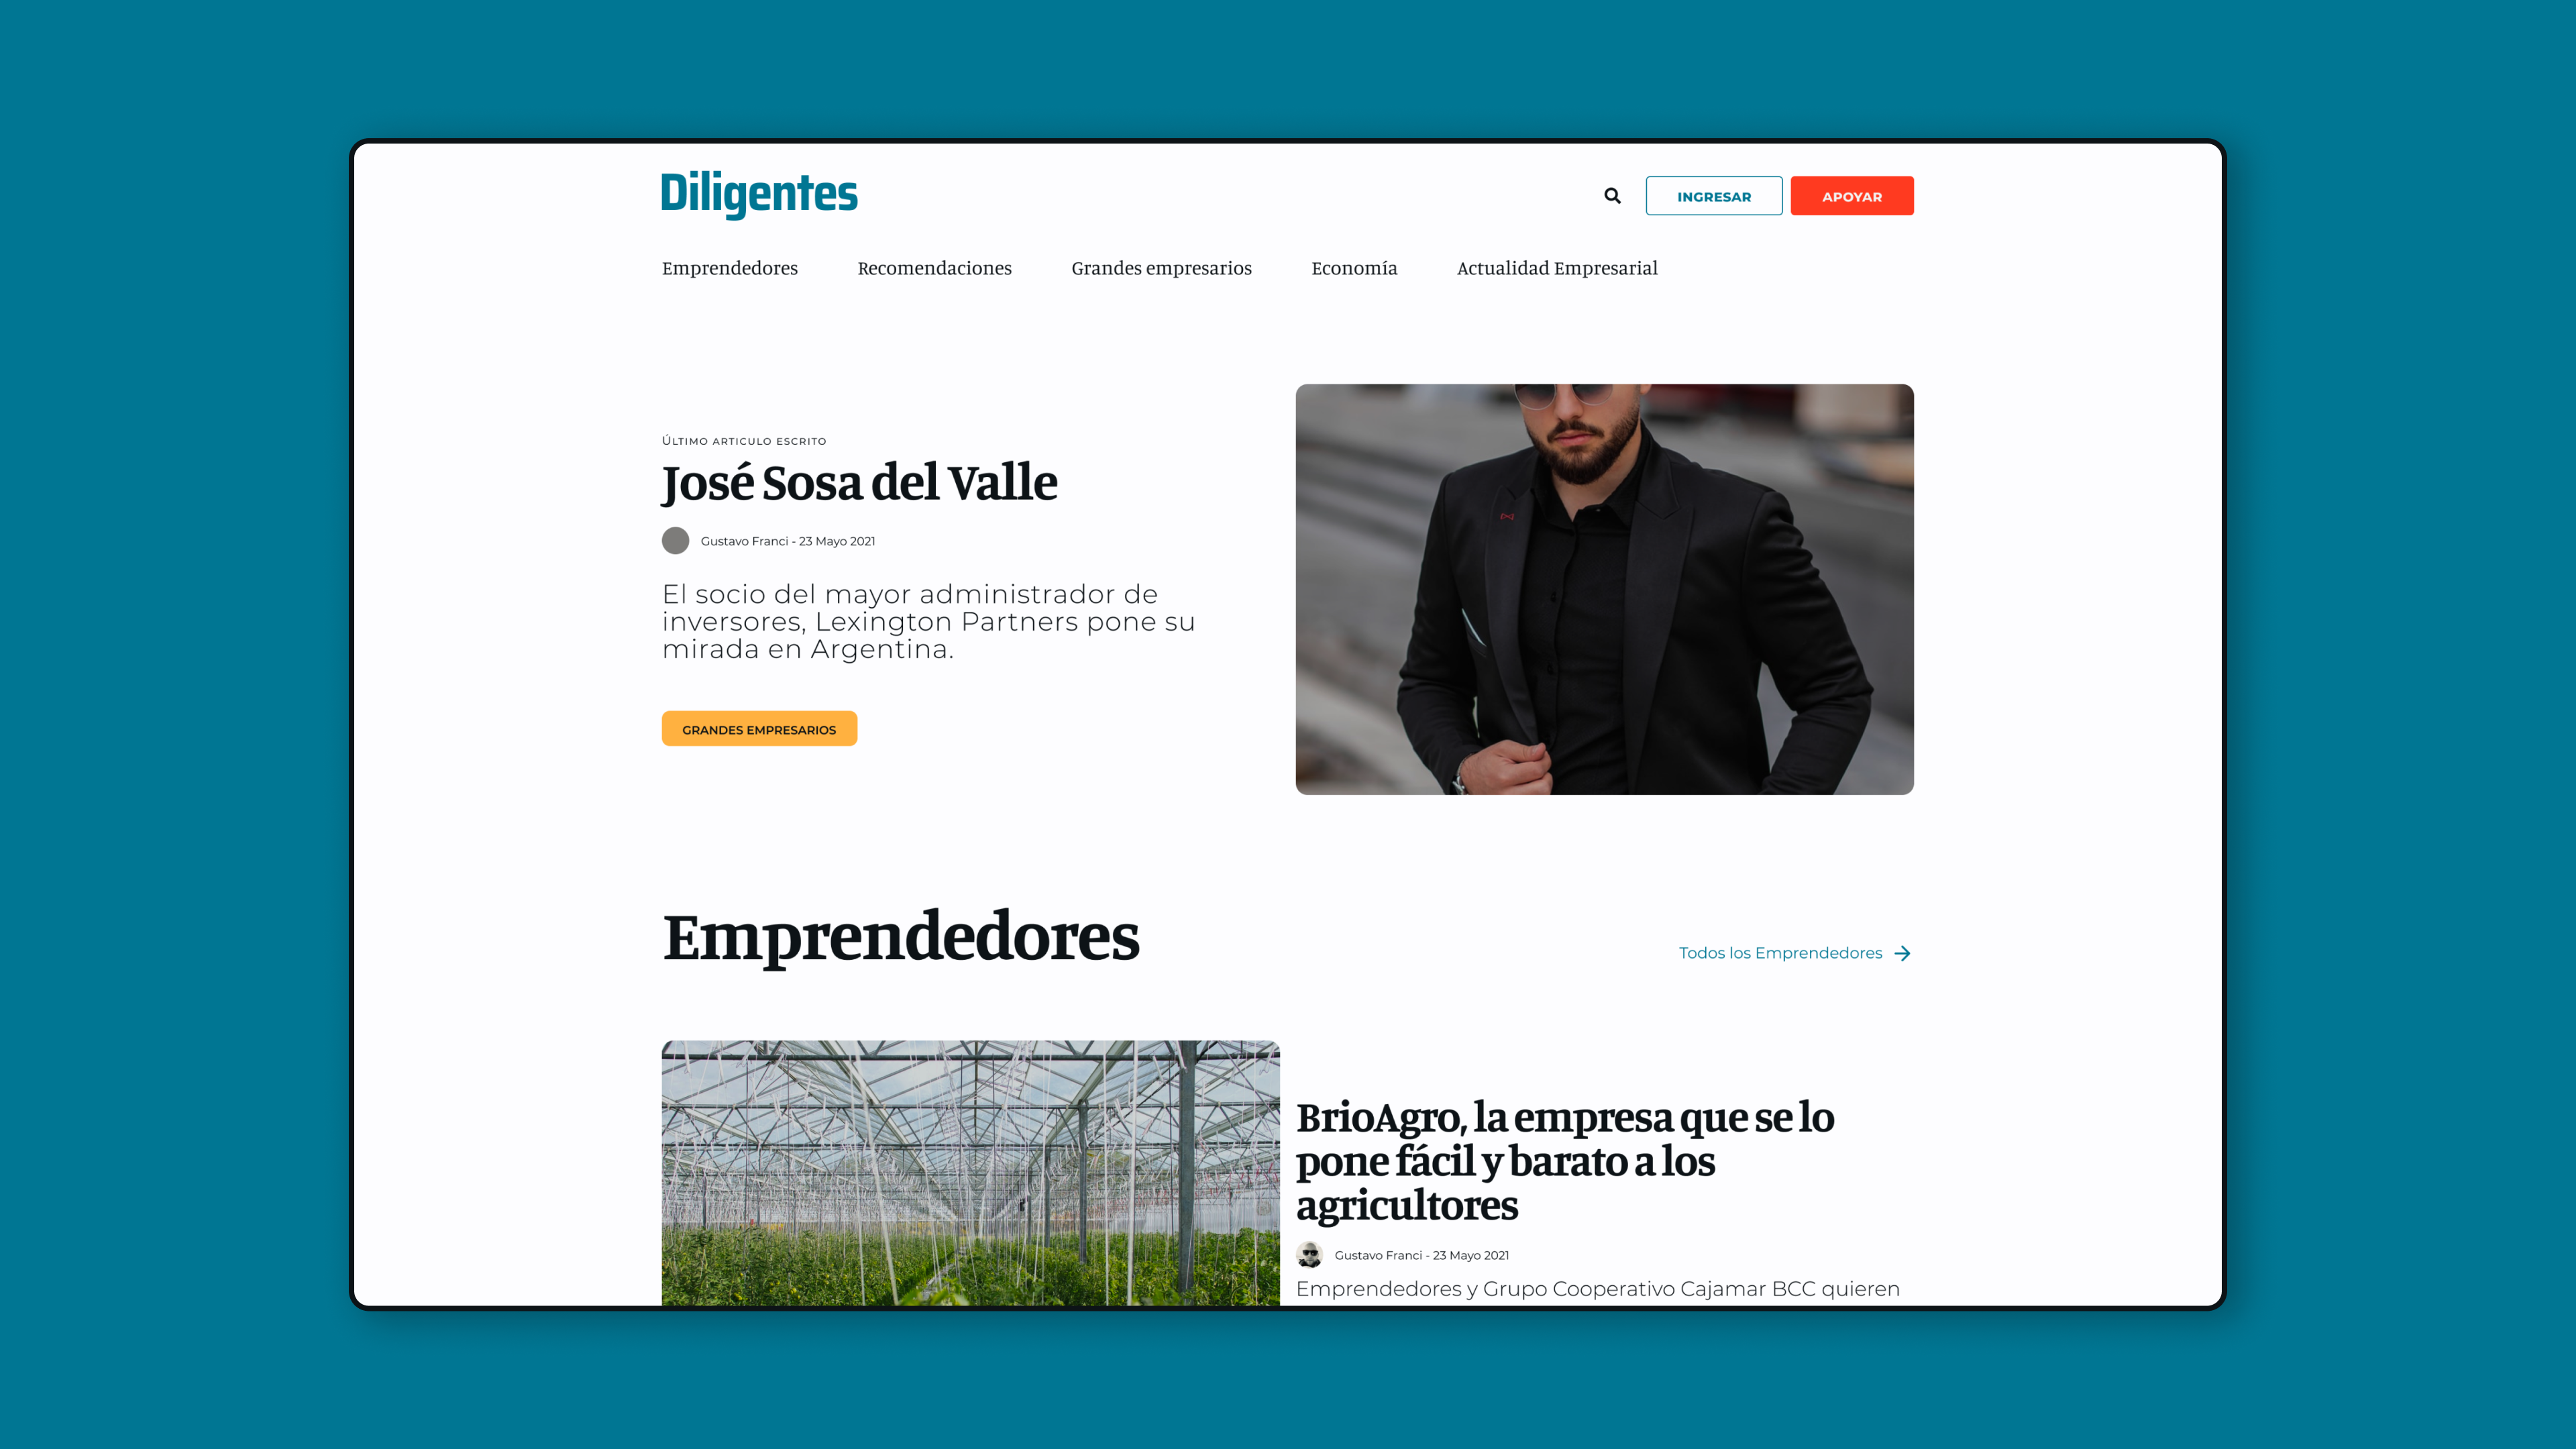 Diligentes
INGRESAR
APOYAR
Emprendedores
Recomendaciones
Grandes empresarios
Economía
Actualidad Empresarial
ÚLTIMO ARTICULO ESCRITO
José Sosa del Valle
Gustavo Franci - 23 Mayo 2021
El socio del mayor administrador de
inversores, Lexington Partners pone su
mirada en Argentina.
GRANDES EMPRESARIOS
Emprendedores
Todos los Emprendedores
BrioAgro, la empresa que se lo
pone fácil y barato a los
agricultores
Gustavo Franci - 23 Mayo 2021
Emprendedores y Grupo Cooperativo Cajamar BCC quieren